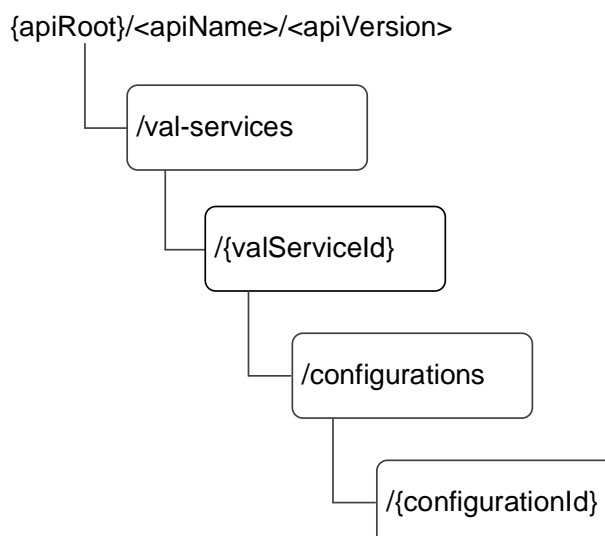 {apiRoot}/<apiName>/<apiVersion>
/val-services
/{valServiceId}
/configurations
/{configurationId}